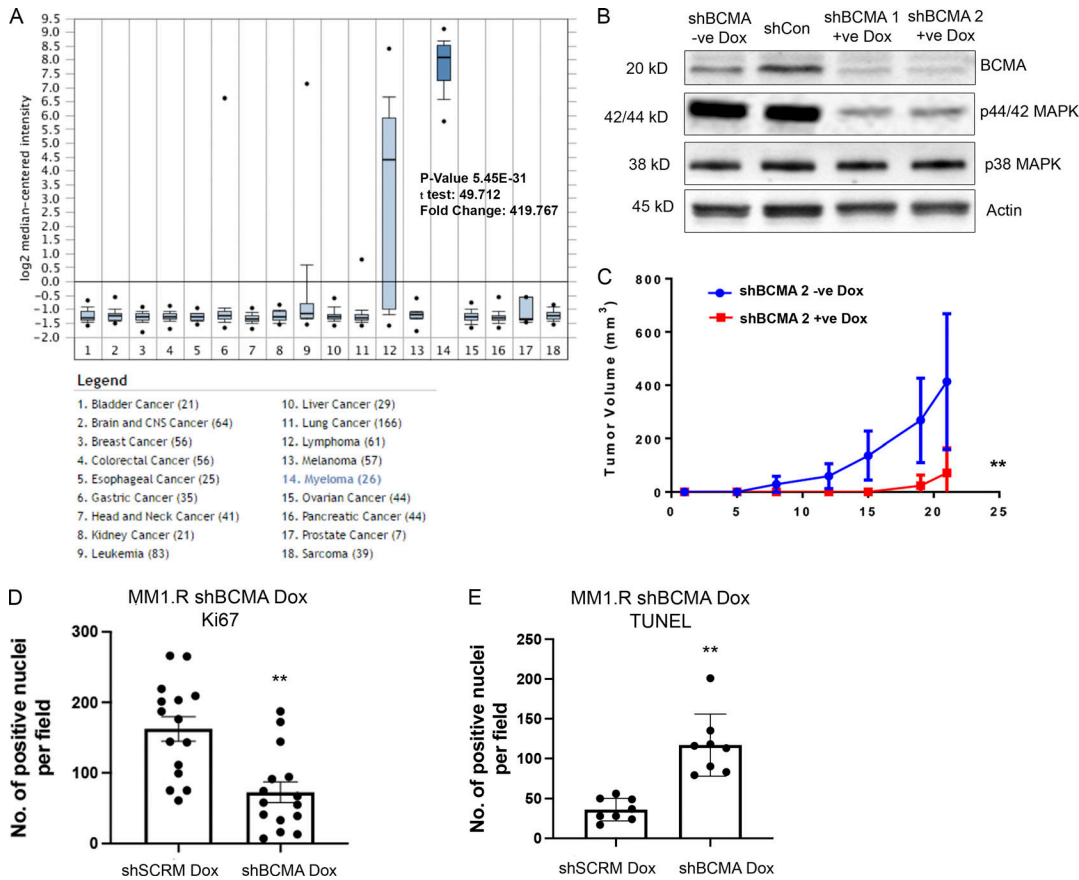 A
log2 median-centered intensity
9.5
9.0
8.5
8.0
7.5
7.0
6.5
6.0
5.5
5.0
4.5
4.0
3.5
3.0
2.5
2.0
1.5
1.0
0.5
0.0
-0.5
-1.0
-1.5
-2.0
P-Value 5.45E-31
t test: 49.712
Fold Change: 419.767
1 2 3 4 5 6 7 8 9 10 11 12 13 14 15 16 17 18
Legend
1. Bladder Cancer (21)
2. Brain and CNS Cancer (64)
3. Breast Cancer (56)
4. Colorectal Cancer (56)
5. Esophageal Cancer (25)
6. Gastric Cancer (35)
7. Head and Neck Cancer (41)
8. Kidney Cancer (21)
9. Leukemia (83)
10. Liver Cancer (29)
11. Lung Cancer (166)
12. Lymphoma (61)
13. Melanoma (57)
14. Myeloma (26)
15. Ovarian Cancer (44)
16. Pancreatic Cancer (44)
17. Prostate Cancer (7)
18. Sarcoma (39)
B
shBCMA
-ve Dox
shCon
shBCMA 1
+ve Dox
shBCMA 2
+ve Dox
20 kD BCMA
42/44 kD p44/42 MAPK
38 kD p38 MAPK
45 kD Actin
C
Tumor Volume (mm³)
800
600
400
200
0
shBCMA 2 -ve Dox
shBCMA 2 +ve Dox
**
0 5 10 15 20 25
D
MM1.R shBCMA Dox
Ki67
No. of positive nuclei
per field
300
200
100
0
**
shSCRM Dox shBCMA Dox
E
MM1.R shBCMA Dox
TUNEL
No. of positive nuclei
per field
250
200
150
100
50
0
**
shSCRM Dox shBCMA Dox